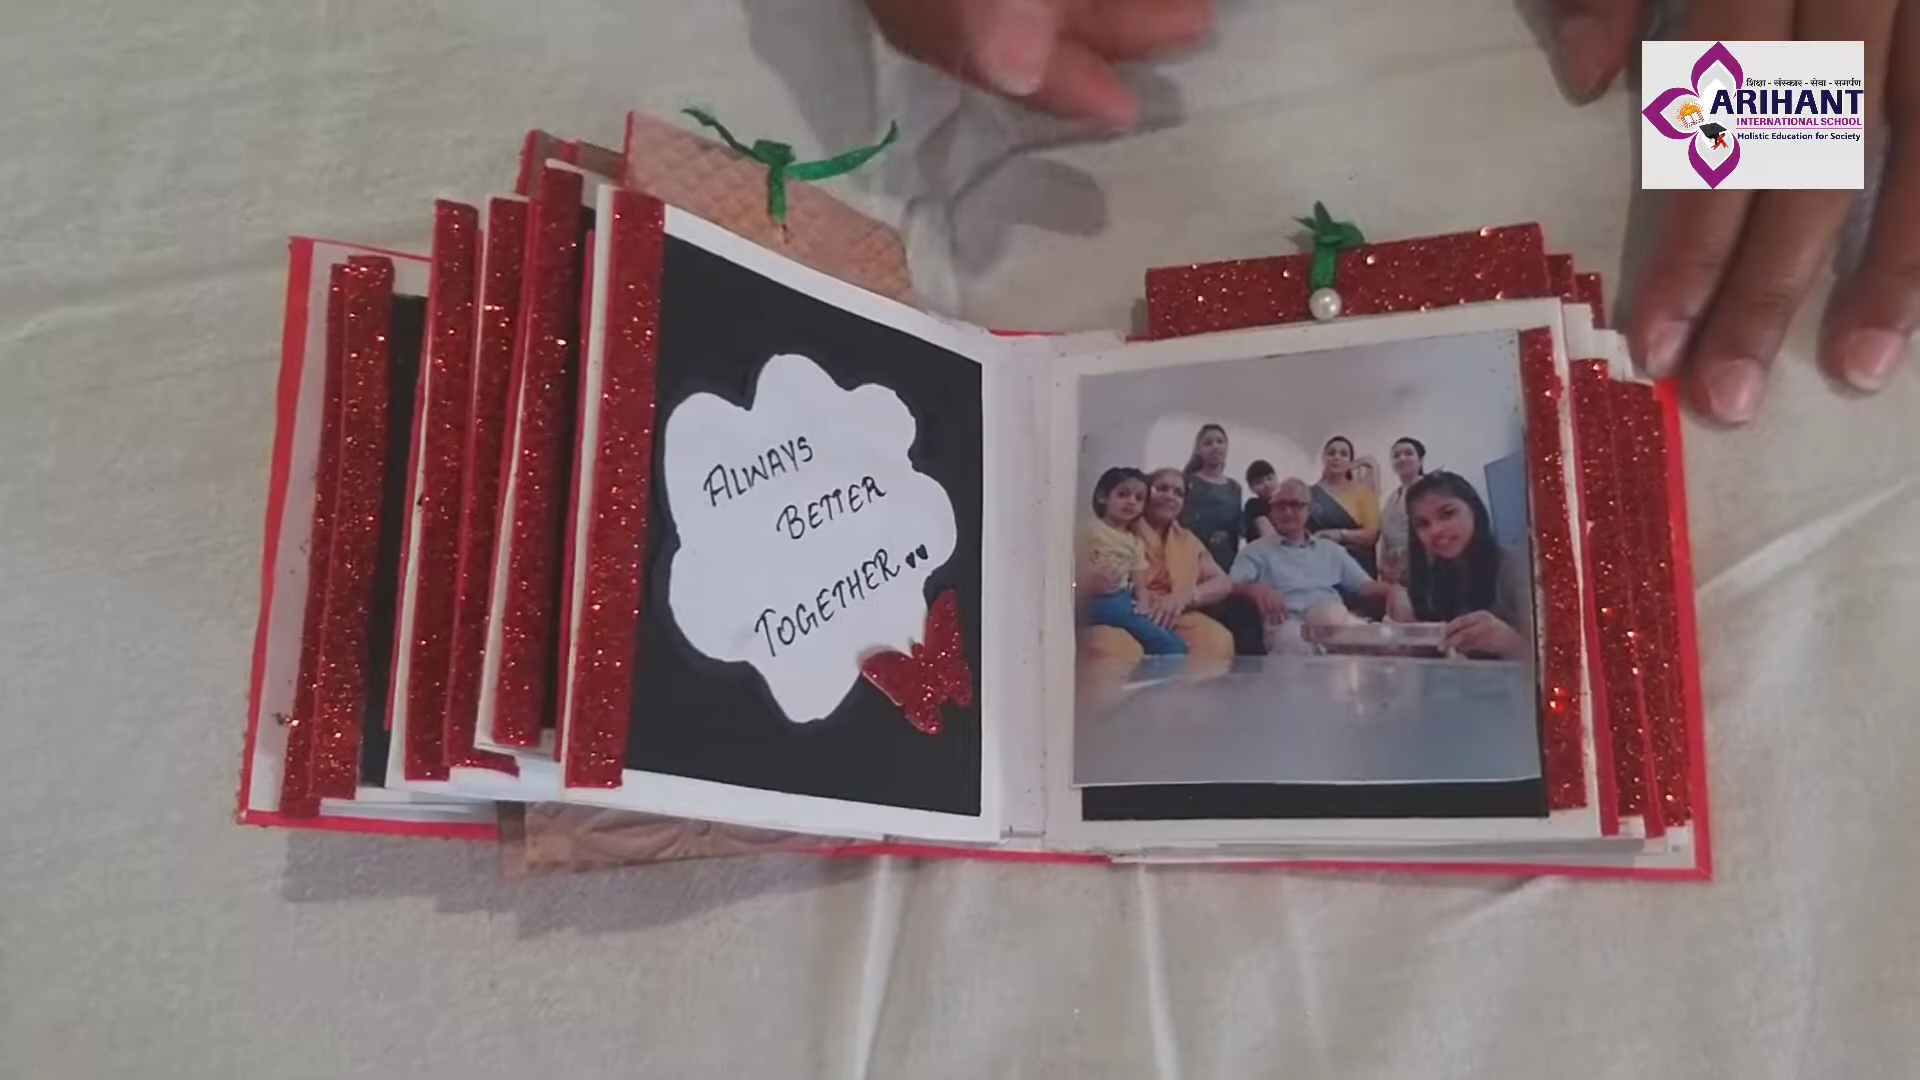 ALWAYS
BETTER
TOGETHER
शिक्षा - संस्कार - सेवा - समर्पण
ARIHANT
INTERNATIONAL SCHOOL
Holistic Education for Society